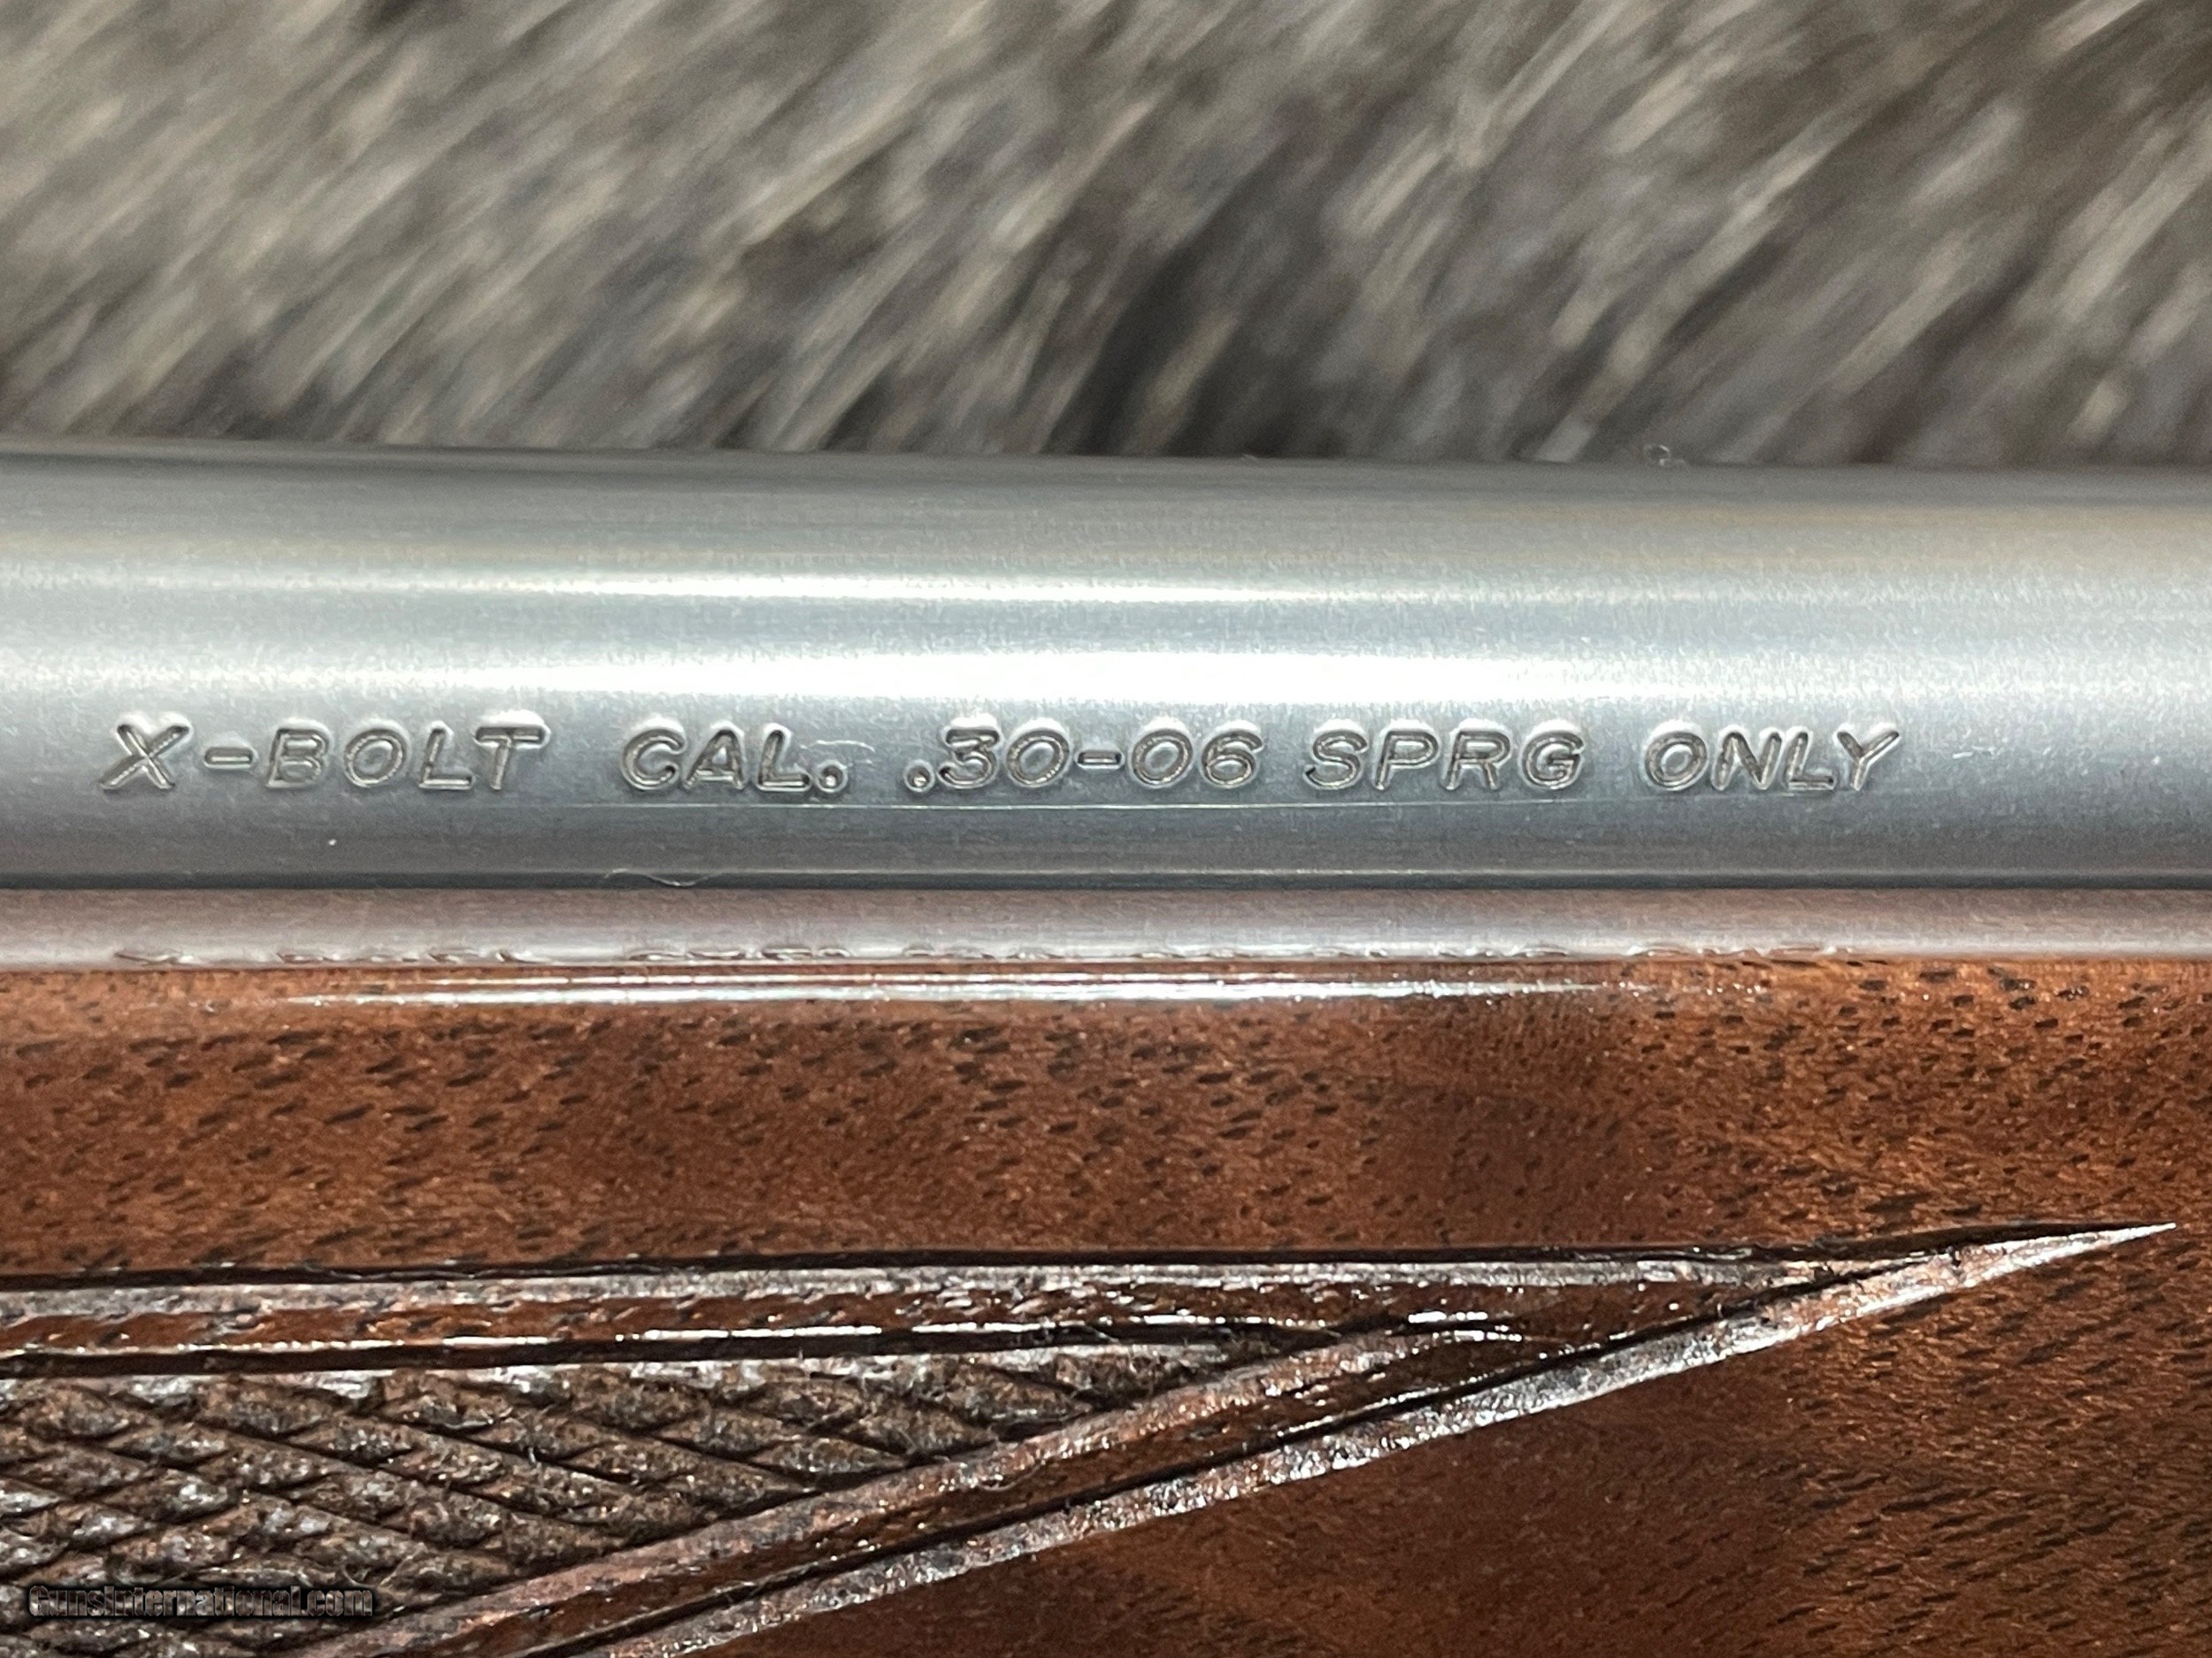 X-BOLT CAL. .30-06 SPRG ONLY
GunsInternational.com